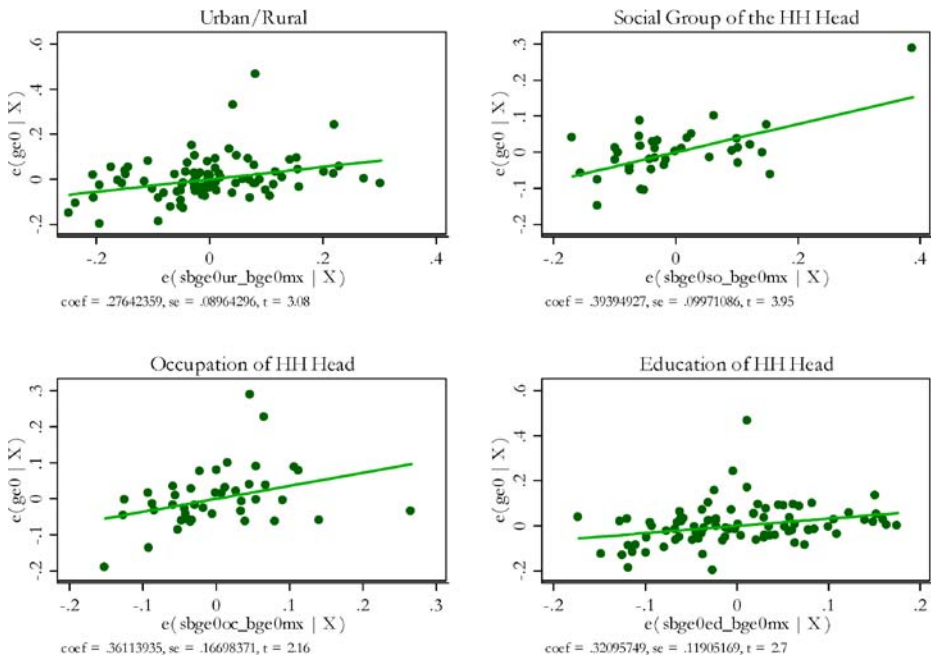 Urban/Rural
e( ge0 | X )
.6
.4
.2
0
-.2
-.2
0
.2
.4
e( sbge0ur_bge0mx | X )
coef = .27642359, se = .08964296, t = 3.08
Social Group of the HH Head
e( ge0 | X )
.3
.2
.1
0
-.1
-.2
-.2
0
.2
.4
e( sbge0so_bge0mx | X )
coef = .39394927, se = .09971086, t = 3.95
Occupation of HH Head
e( ge0 | X )
.3
.2
.1
0
-.1
-.2
-.2
-.1
0
.1
.2
0.3
e( sbge0oc_bge0mx | X )
coef = .36113935, se = .16698371, t = 2.16
Education of HH Head
e( ge0 | X )
.6
.4
.2
0
-.2
-.2
-.1
0
.1
.2
e( sbge0ed_bge0mx | X )
coef = .32095749, se = .11905169, t = 2.7